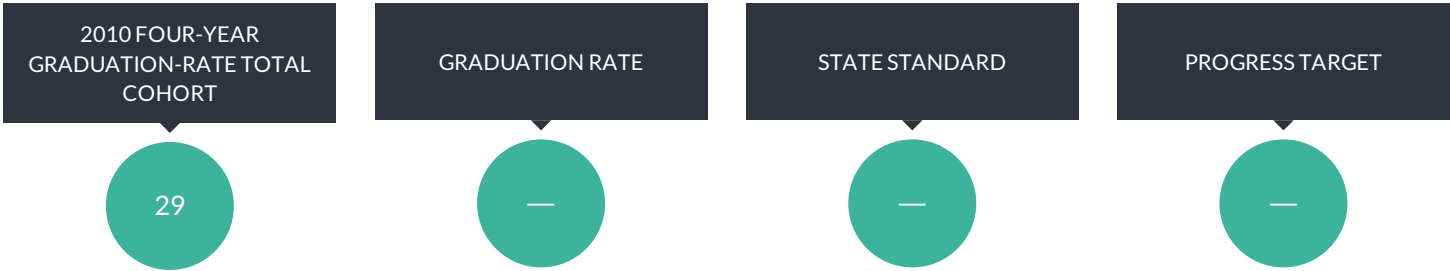 2010 FOUR-YEAR
GRADUATION-RATE TOTAL
COHORT
GRADUATION RATE
STATE STANDARD
PROGRESS TARGET
29
—
—
—